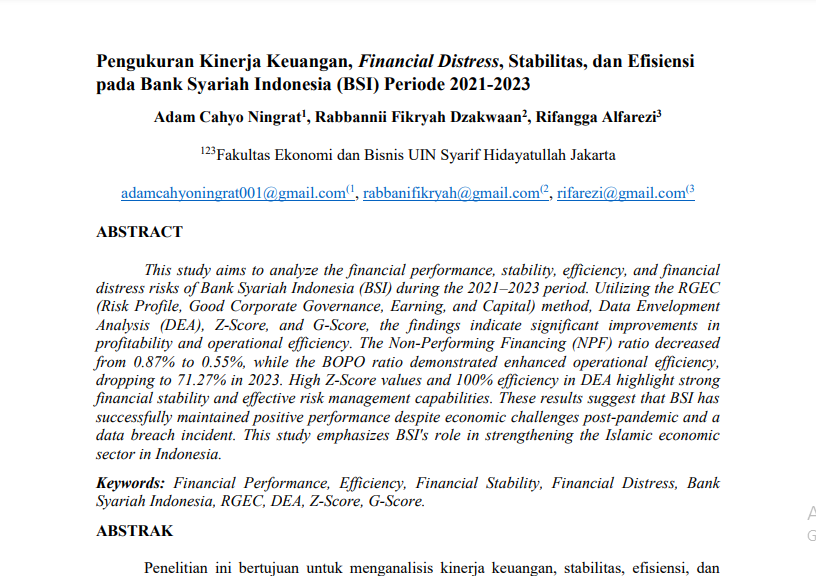 Pengukuran Kinerja Keuangan, Financial Distress, Stabilitas, dan Efisiensi
pada Bank Syariah Indonesia (BSI) Periode 2021-2023
Adam Cahyo Ningrat1, Rabbannii Fikryah Dzakwaan2, Rifangga Alfarezi3
123Fakultas Ekonomi dan Bisnis UIN Syarif Hidayatullah Jakarta
adamcahyoningrat001@gmail.com(1, rabbanifikryah@gmail.com(2, rifarezi@gmail.com(3
ABSTRACT
This study aims to analyze the financial performance, stability, efficiency, and financial
distress risks of Bank Syariah Indonesia (BSI) during the 2021–2023 period. Utilizing the RGEC
(Risk Profile, Good Corporate Governance, Earning, and Capital) method, Data Envelopment
Analysis (DEA), Z-Score, and G-Score, the findings indicate significant improvements in
profitability and operational efficiency. The Non-Performing Financing (NPF) ratio decreased
from 0.87% to 0.55%, while the BOPO ratio demonstrated enhanced operational efficiency,
dropping to 71.27% in 2023. High Z-Score values and 100% efficiency in DEA highlight strong
financial stability and effective risk management capabilities. These results suggest that BSI has
successfully maintained positive performance despite economic challenges post-pandemic and a
data breach incident. This study emphasizes BSI's role in strengthening the Islamic economic
sector in Indonesia.
Keywords: Financial Performance, Efficiency, Financial Stability, Financial Distress, Bank
Syariah Indonesia, RGEC, DEA, Z-Score, G-Score.
ABSTRAK
Penelitian ini bertujuan untuk menganalisis kinerja keuangan, stabilitas, efisiensi, dan